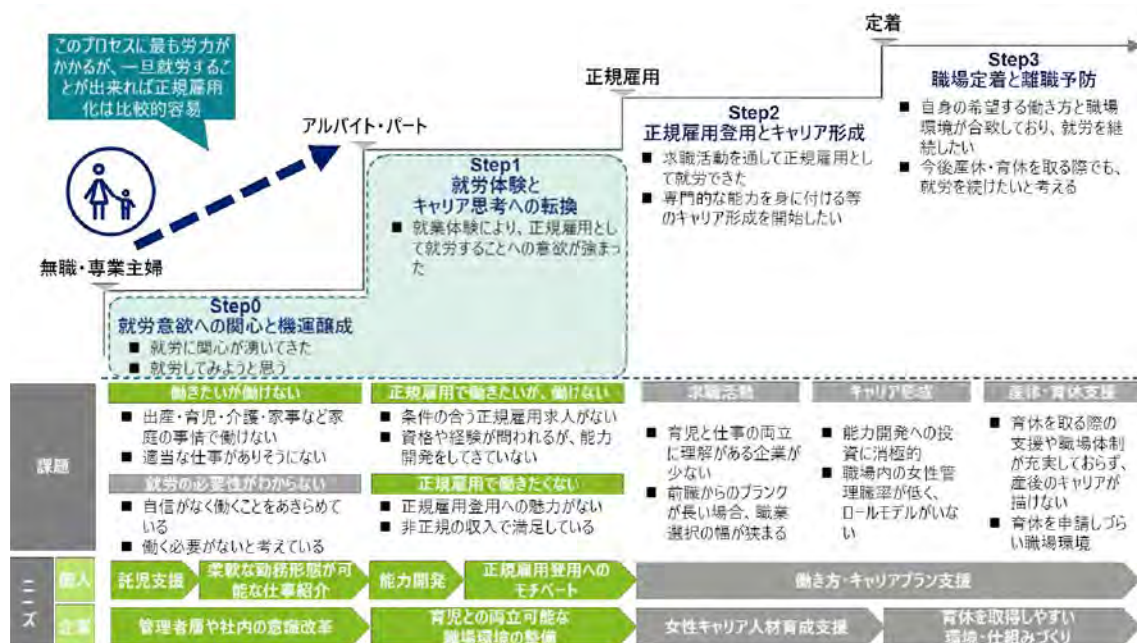 このプロセスに最も労力が
かかるが、一旦就労するこ
とが出来れば正規雇用
化は比較的容易
無職・専業主婦
アルバイト・パート
正規雇用
定着
Step0
就労意欲への関心と機運醸成
■ 就労に関心が湧いてきた
■ 就労してみようと思う
Step1
就労体験と
キャリア思考への転換
■ 就業体験により、正規雇用とし
て就労することへの意欲が強まっ
た
Step2
正規雇用登用とキャリア形成
■ 求職活動を通して正規雇用とし
て就労できた
■ 専門的な能力を身に付ける等
のキャリア形成を開始したい
Step3
職場定着と離職予防
■ 自身の希望する働き方と職場
環境が合致しており、就労を継
続したい
■ 今後産休・育休を取る際でも、
就労を続けたいと考える
課題
働きたいが働けない
■ 出産・育児・介護・家事など家
庭の事情で働けない
■ 適当な仕事がありそうにない
就労の必要性がわからない
■ 自信がなく働くことをあきらめて
いる
■ 働く必要がないと考えている
正規雇用で働きたいが、働けない
■ 条件の合う正規雇用求人がない
■ 資格や経験が問われるが、能力
開発をしてきていない
正規雇用で働きたくない
■ 正規雇用登用への魅力がない
■ 非正規の収入で満足している
求職活動
■ 育児と仕事の両立
に理解がある企業が
少ない
■ 前職からのブランク
が長い場合、職業
選択の幅が狭まる
キャリア形成
■ 能力開発への投
資に消極的
■ 職場内の女性管
理職率が低く、
ロールモデルがいな
い
産休・育休支援
■ 育休を取る際の
支援や職場体制
が充実しておらず、
産後のキャリアが
描けない
■ 育休を申請しづら
い職場環境
ニーズ
個人
託児支援
柔軟な勤務形態が可
能な仕事紹介
能力開発
正規雇用登用への
モチベート
働き方・キャリアプラン支援
企業
管理者層や社内の意識改革
育児との両立可能な
職場環境の整備
女性キャリア人材育成支援
育休を取得しやすい
環境・仕組みづくり